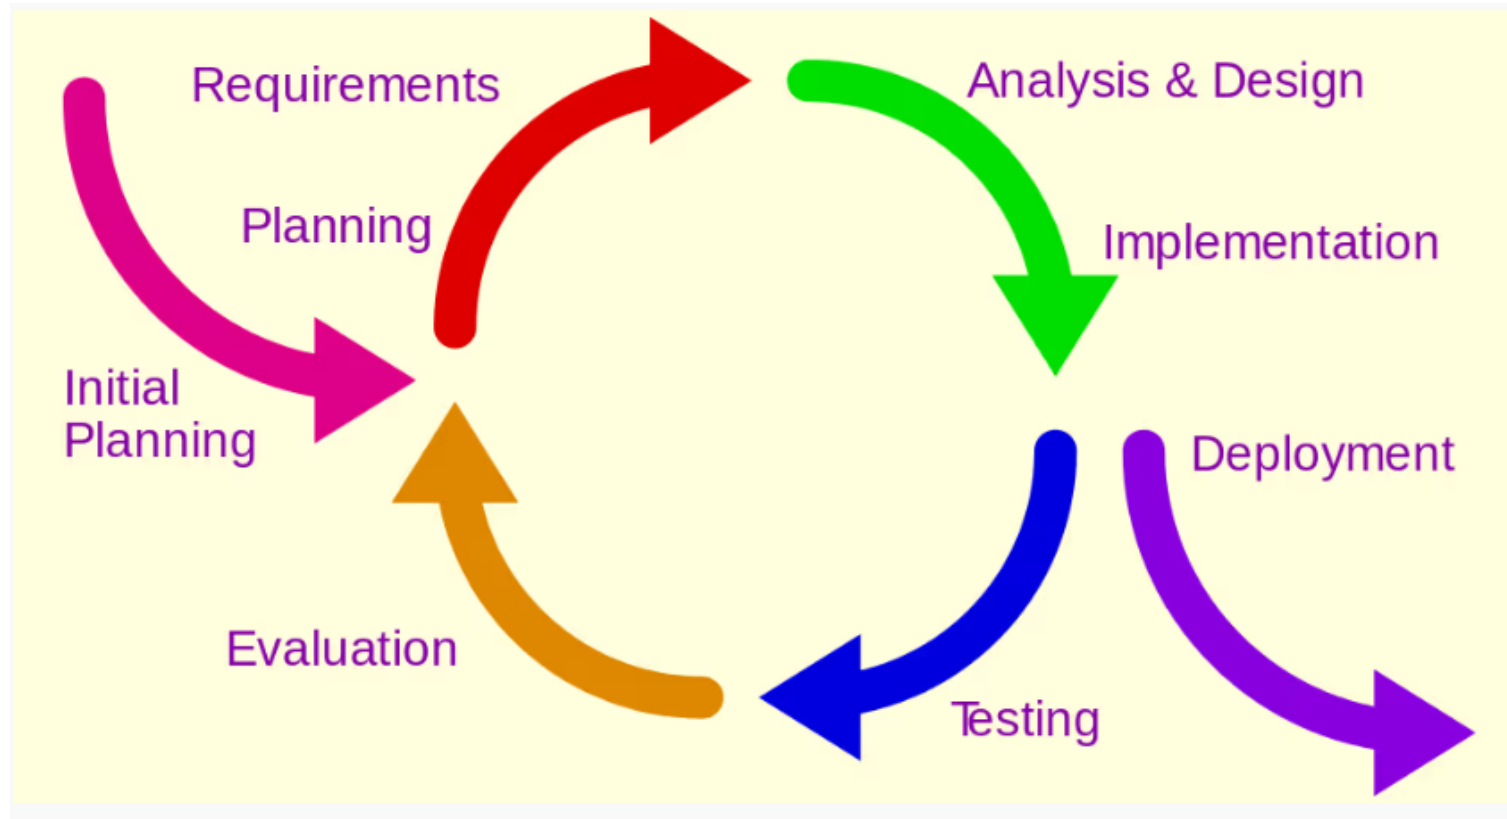 Requirements
Analysis & Design
Planning
Implementation
Initial
Planning
Deployment
Evaluation
Testing